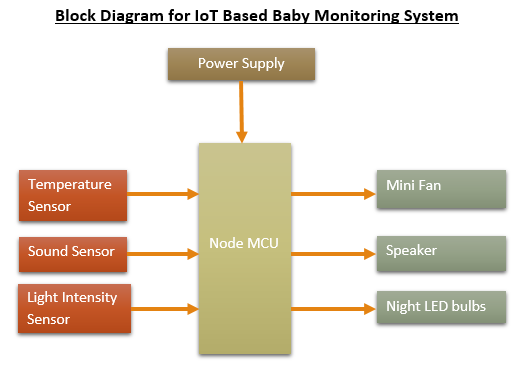 Block Diagram for IoT Based Baby Monitoring System
Power Supply
Temperature
Sensor
Sound Sensor
Light Intensity
Sensor
Node MCU
Mini Fan
Speaker
Night LED bulbs